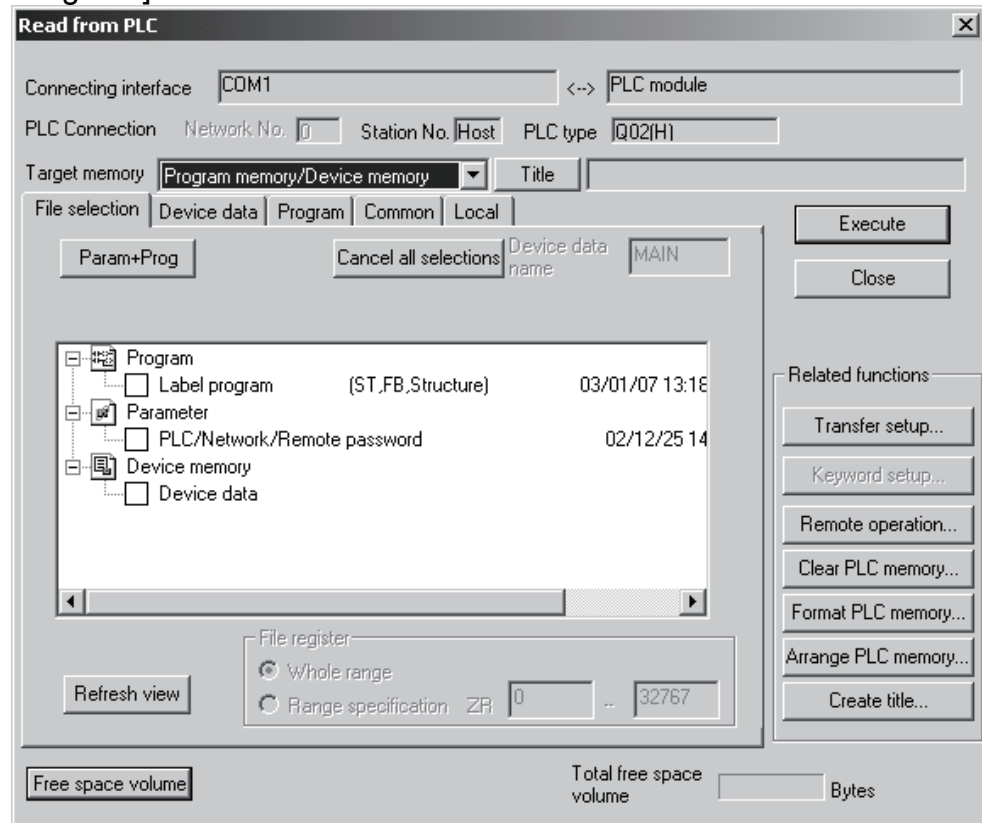 Read from PLC
Connecting interface COM1 <--> PLC module
PLC Connection Network No. 0 Station No. Host PLC type Q02(H)
Target memory Program memory/Device memory Title
File selection Device data Program Common Local
Execute
Param+Prog Cancel all selections Device data name MAIN
Close
Program
Label program (ST,FB,Structure) 03/01/07 13:18
Parameter
PLC/Network/Remote password 02/12/25 14
Device memory
Device data
Related functions
Transfer setup...
Keyword setup...
Remote operation...
Clear PLC memory...
Format PLC memory...
Arrange PLC memory...
Create title...
File register
Whole range
Range specification ZR 0 -- 32767
Refresh view
Free space volume
Total free space volume Bytes